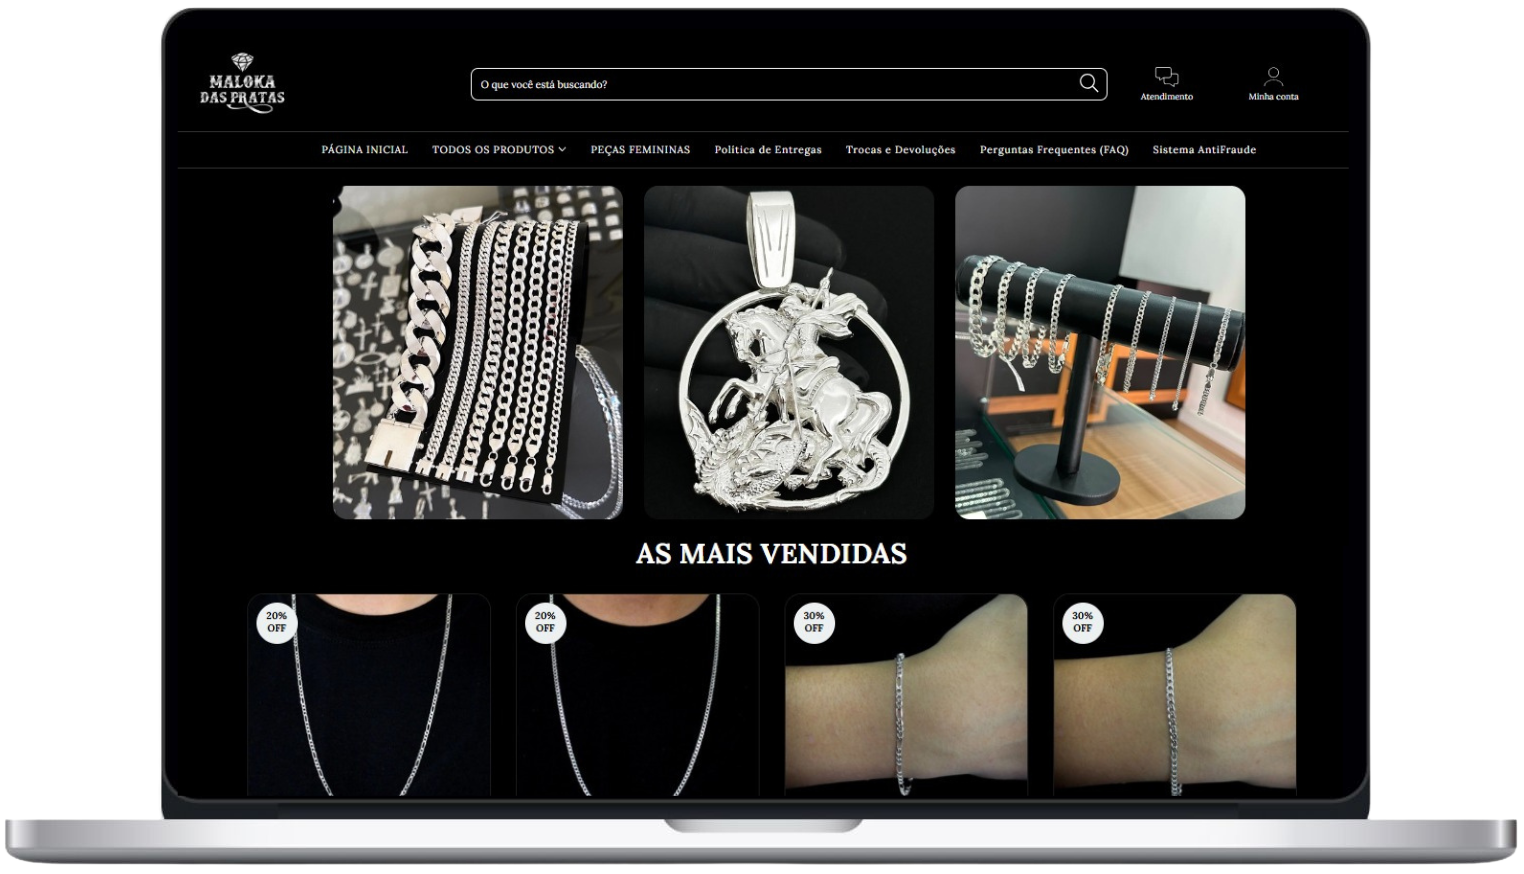 MALOKA
DAS PRATAS
O que você está buscando?
Atendimento
Minha conta
PÁGINA INICIAL
TODOS OS PRODUTOS
PEÇAS FEMININAS
Política de Entregas
Trocas e Devoluções
Perguntas Frequentes (FAQ)
Sistema AntiFraude
AS MAIS VENDIDAS
20%
OFF
20%
OFF
30%
OFF
30%
OFF